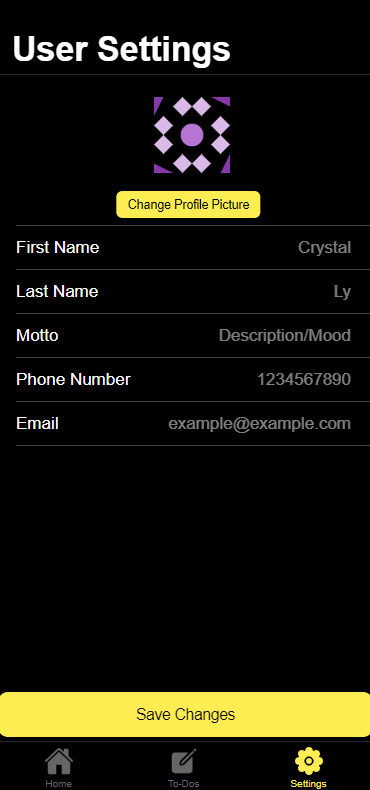 User Settings
Change Profile Picture
First Name Crystal
Last Name Ly
Motto Description/Mood
Phone Number 1234567890
Email example@example.com
Save Changes
Home To-Dos Settings